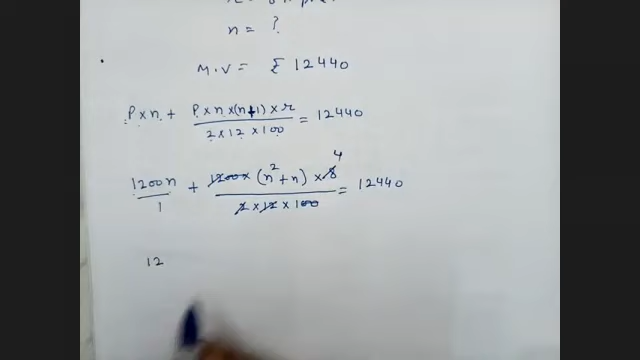 n = ?
M.V = ₹ 12440
P × n + P × n × (n+1) × r / 2 × 12 × 100 = 12440
1200n / 1 + 1200 × (n² + n) × 8 4 / 2 × 12 × 100 = 12440
12